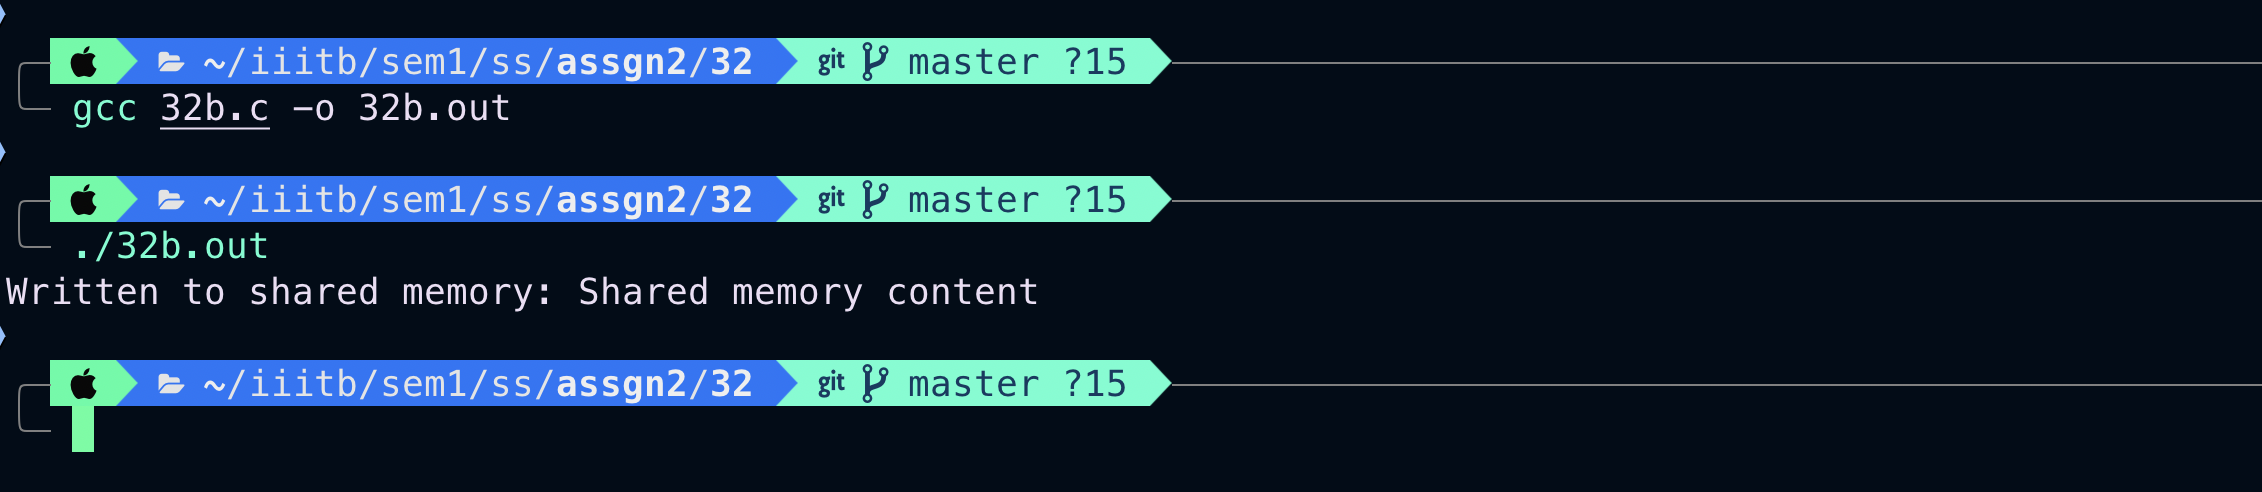 ~/iiitb/sem1/ss/assgn2/32 git master ?15
gcc 32b.c -o 32b.out
~/iiitb/sem1/ss/assgn2/32 git master ?15
./32b.out
Written to shared memory: Shared memory content
~/iiitb/sem1/ss/assgn2/32 git master ?15